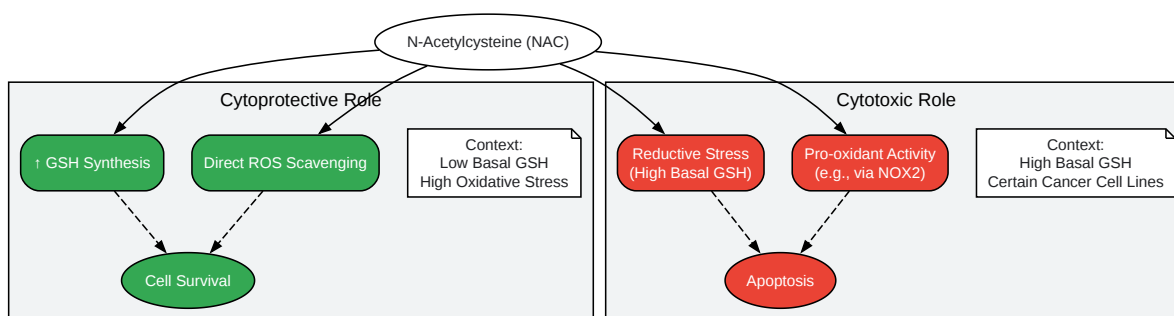 N-Acetylcysteine (NAC)
Cytoprotective Role
↑ GSH Synthesis
Direct ROS Scavenging
Context:
Low Basal GSH
High Oxidative Stress
Cell Survival
Cytotoxic Role
Reductive Stress
(High Basal GSH)
Pro-oxidant Activity
(e.g., via NOX2)
Context:
High Basal GSH
Certain Cancer Cell Lines
Apoptosis